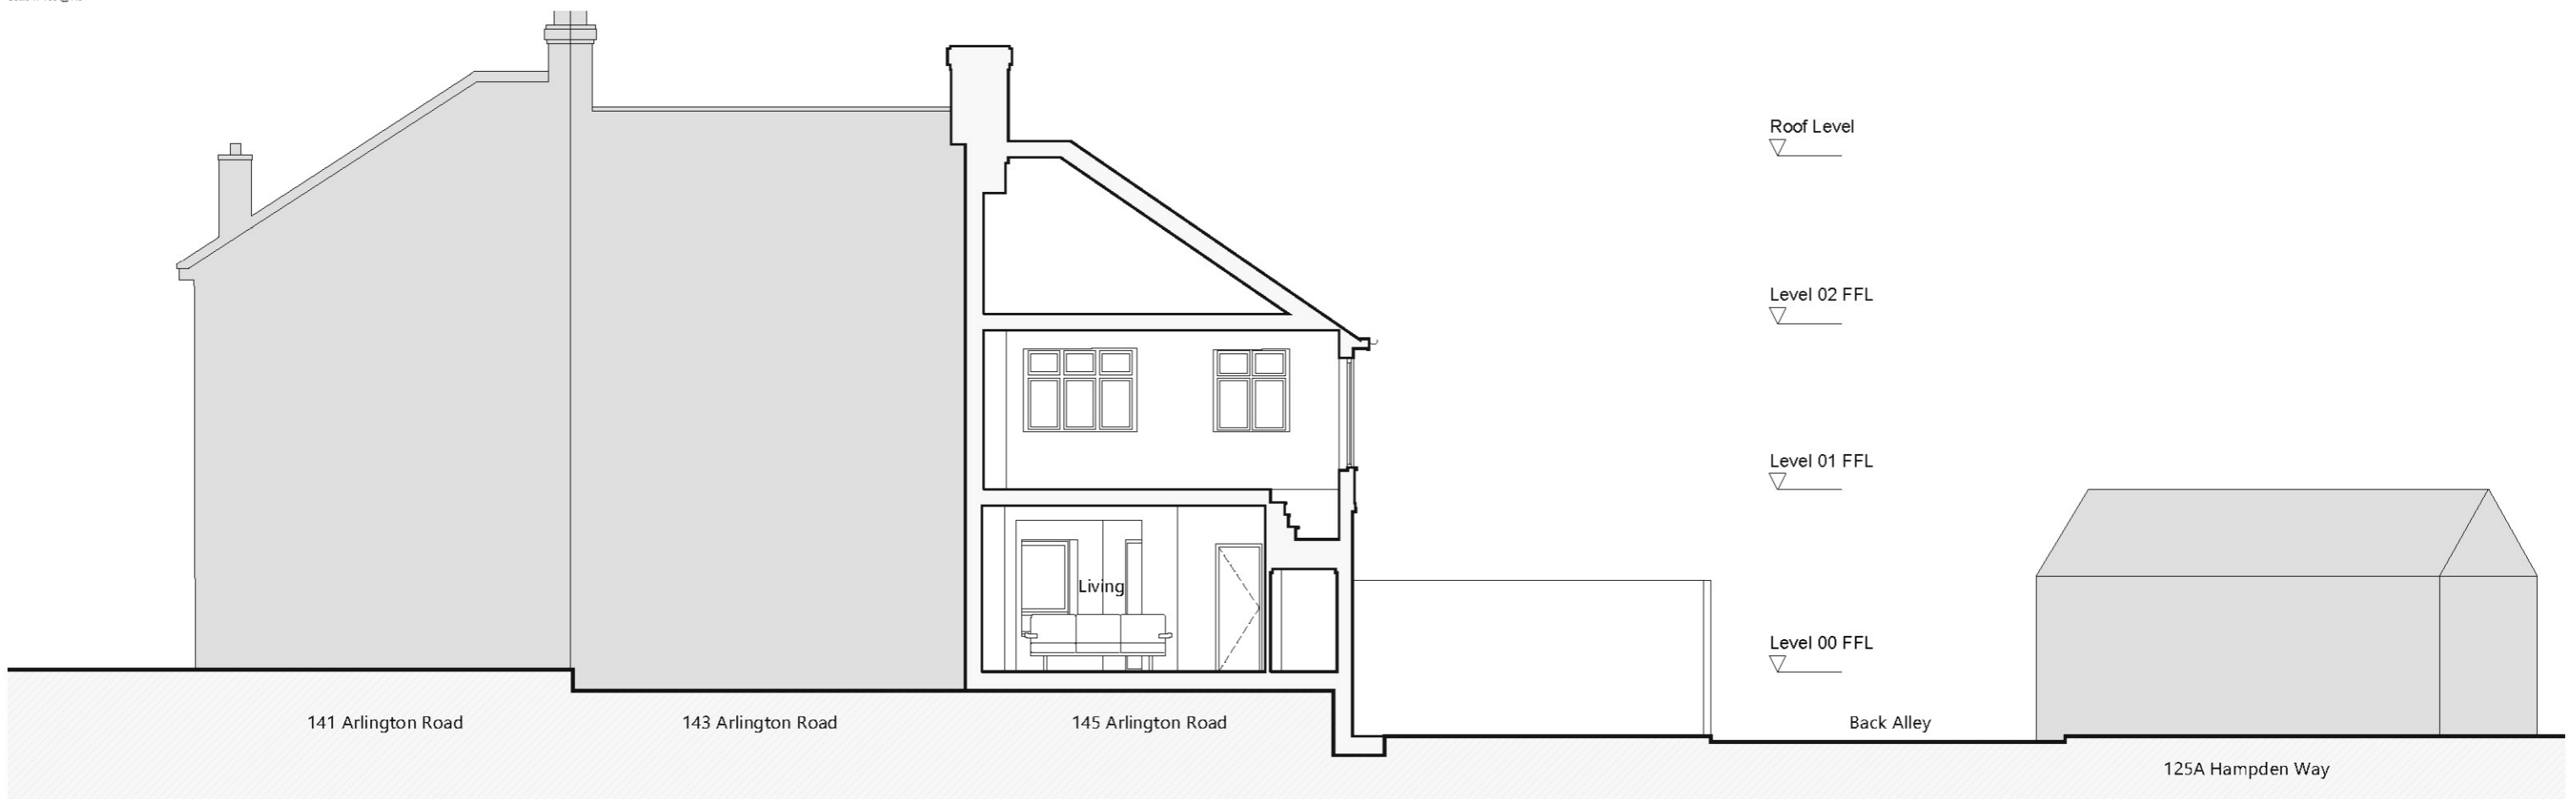 Roof Level
Level 02 FFL
Level 01 FFL
Living
Level 00 FFL
141 Arlington Road
143 Arlington Road
145 Arlington Road
Back Alley
125A Hampden Way